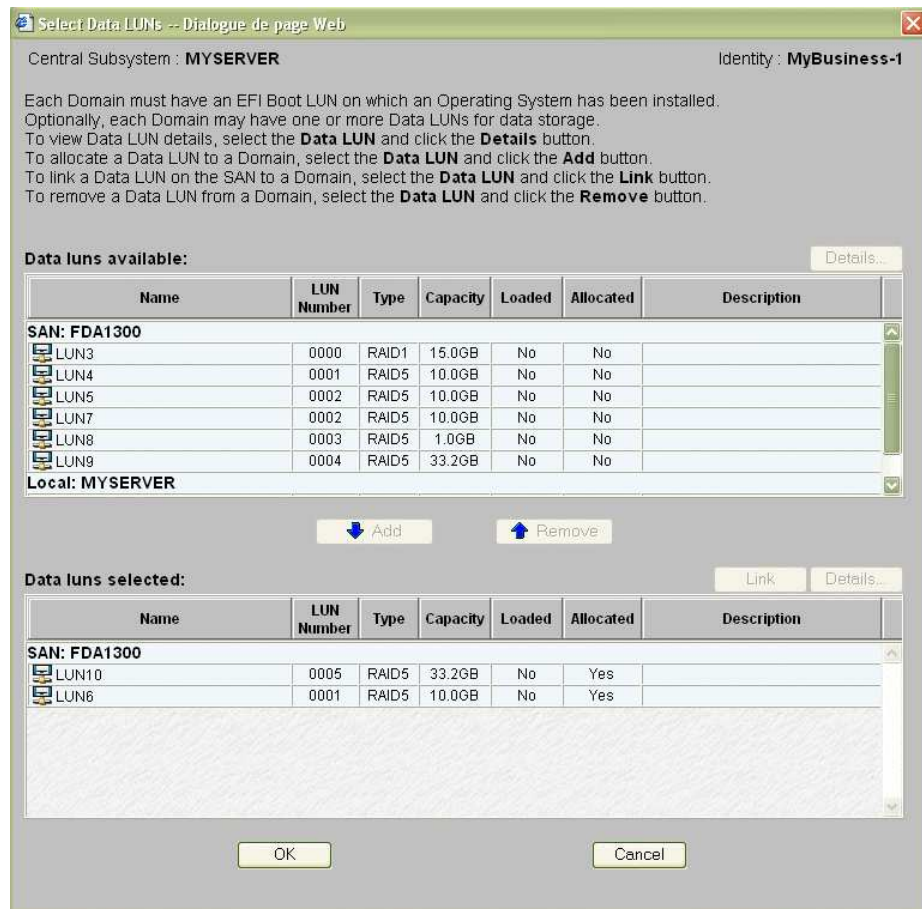 Select Data LUNs -- Dialogue de page Web
Central Subsystem : MYSERVER Identity : MyBusiness-1
Each Domain must have an EFI Boot LUN on which an Operating System has been installed.
Optionally, each Domain may have one or more Data LUNs for data storage.
To view Data LUN details, select the Data LUN and click the Details button.
To allocate a Data LUN to a Domain, select the Data LUN and click the Add button.
To link a Data LUN on the SAN to a Domain, select the Data LUN and click the Link button.
To remove a Data LUN from a Domain, select the Data LUN and click the Remove button.
Data luns available: Details...
Name LUN Number Type Capacity Loaded Allocated Description
SAN: FDA1300
LUN3 0000 RAID1 15.0GB No No
LUN4 0001 RAID5 10.0GB No No
LUN5 0002 RAID5 10.0GB No No
LUN7 0002 RAID5 10.0GB No No
LUN8 0003 RAID5 1.0GB No No
LUN9 0004 RAID5 33.2GB No No
Local: MYSERVER
Add Remove
Data luns selected: Link Details...
Name LUN Number Type Capacity Loaded Allocated Description
SAN: FDA1300
LUN10 0005 RAID5 33.2GB No Yes
LUN6 0001 RAID5 10.0GB No Yes
OK Cancel